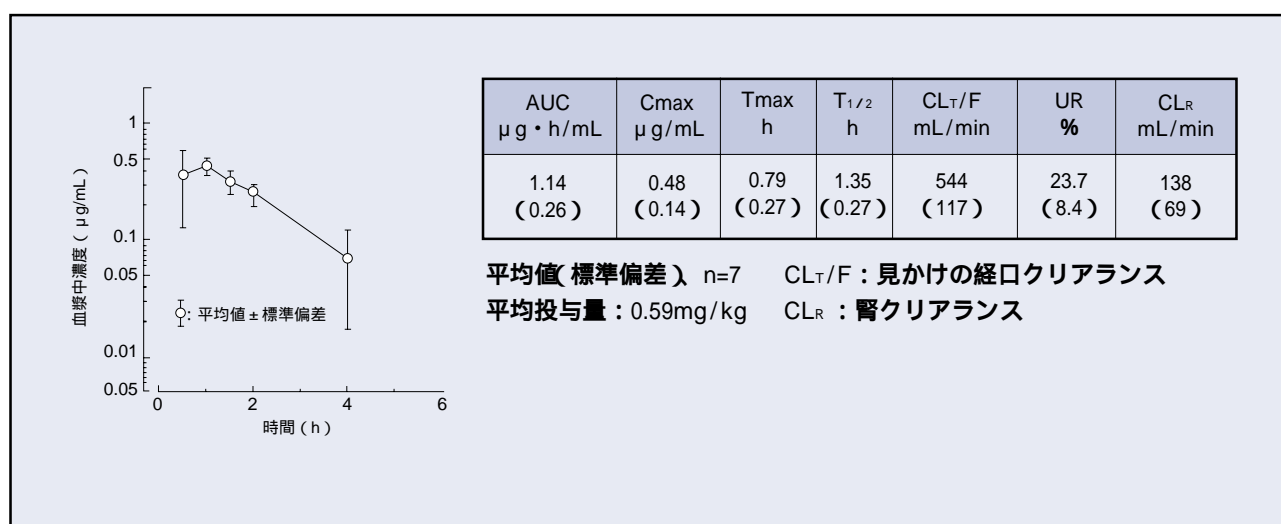 1
0.5
0.1
0.05
0.01
0.05
血漿中濃度(μg/mL)
:平均値±標準偏差
0 2 4 6
時間(h)
AUC Cmax Tmax T1/2 CLT/F UR CLR
μg・h/mL μg/mL h h mL/min % mL/min
1.14 0.48 0.79 1.35 544 23.7 138
(0.26) (0.14) (0.27) (0.27) (117) (8.4) (69)
平均値(標準偏差)、n=7 CLT/F:見かけの経口クリアランス
平均投与量:0.59mg/kg CLR:腎クリアランス